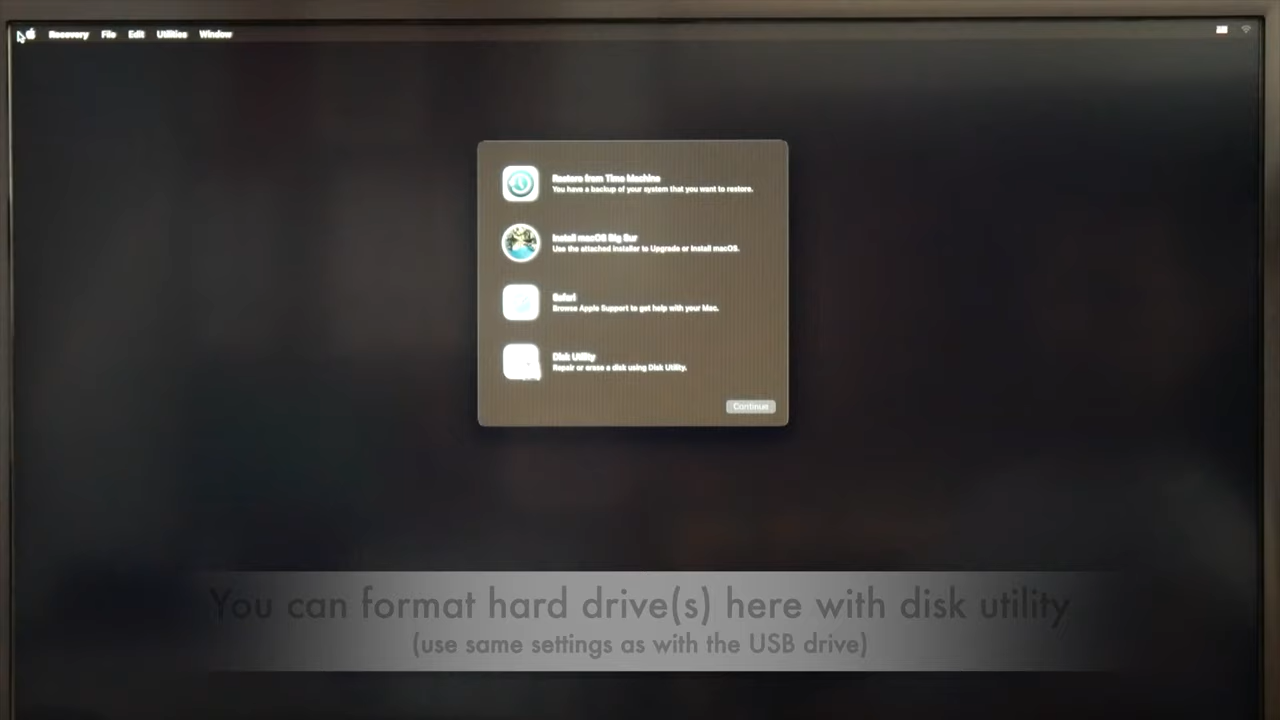 Recovery File Edit Utilities Window
Restore from Time Machine
You have a backup of your system that you want to restore.
Install macOS Big Sur
Use the attached installer to Upgrade or Install macOS.
Safari
Browse Apple Support to get help with your Mac.
Disk Utility
Repair or erase a disk using Disk Utility.
Continue
You can format hard drive(s) here with disk utility
(use same settings as with the USB drive)